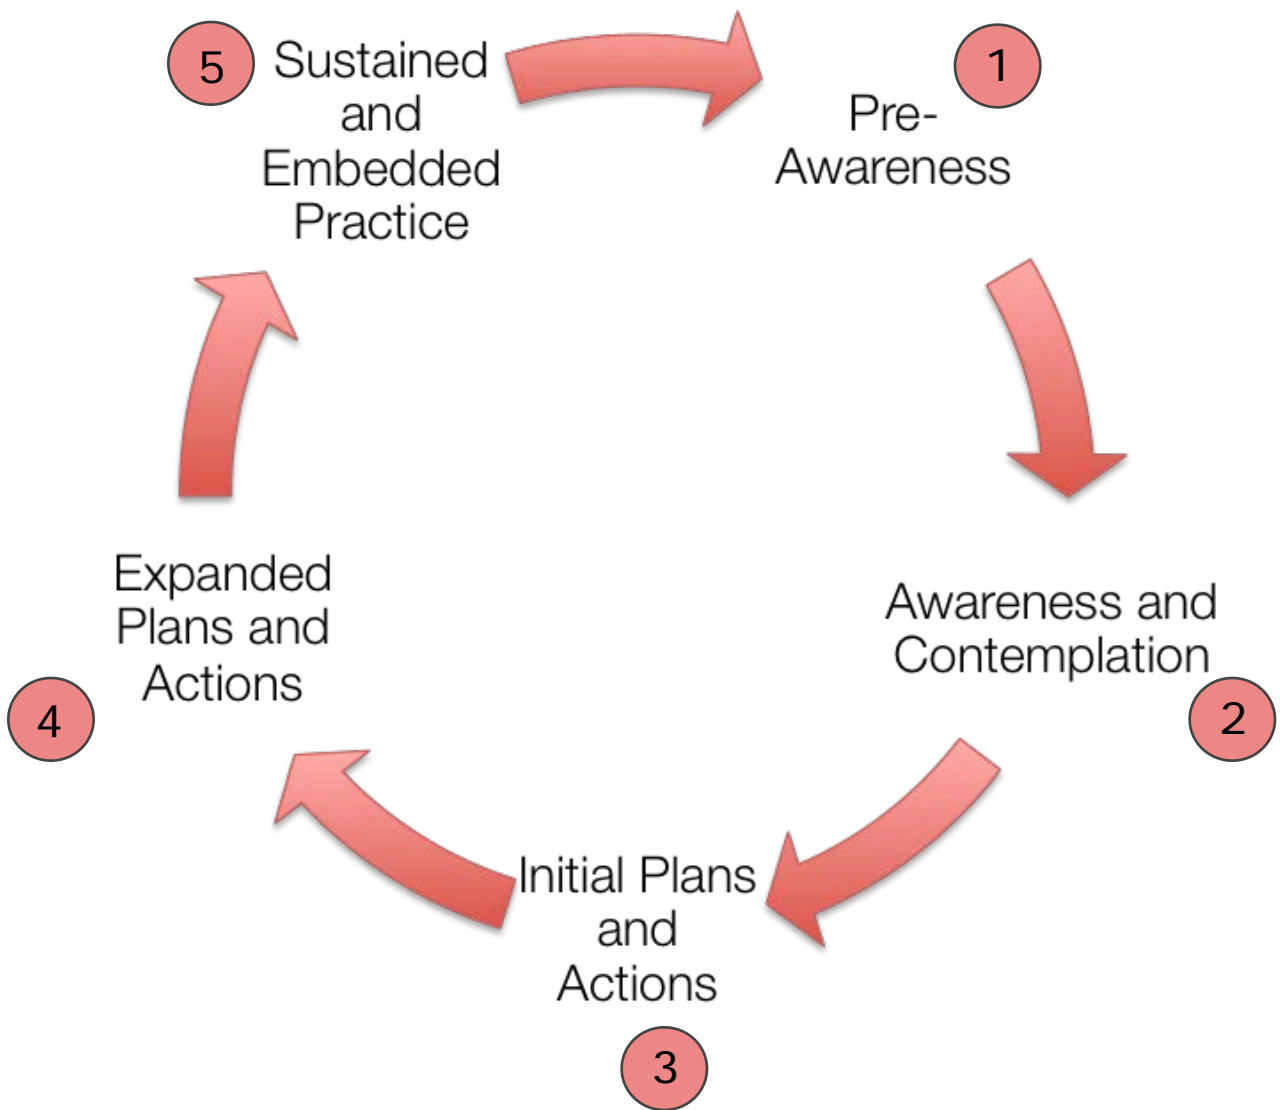 1
Pre-
Awareness
Awareness and
Contemplation
2
Initial Plans
and
Actions
3
Expanded
Plans and
Actions
4
5
Sustained
and
Embedded
Practice